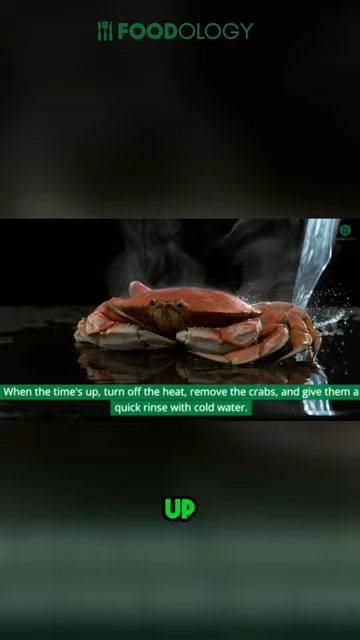 FOODOLOGY
When the time's up, turn off the heat, remove the crabs, and give them a
quick rinse with cold water.
UP